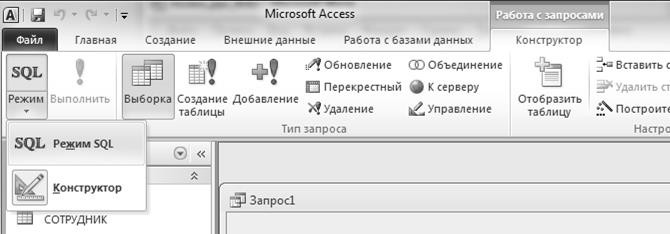 Microsoft Access
Работа с запросами
Файл Главная Создание Внешние данные Работа с базами данных Конструктор
SQL
Режим
Выполнить
Выборка
Создание таблицы
Добавление
Обновление
Перекрестный
Удаление
Объединение
К серверу
Управление
Тип запроса
Отобразить таблицу
Вставить с
Удалить ст
Построите
Настро
SQL Режим SQL
Конструктор
СОТРУДНИК
Запрос1